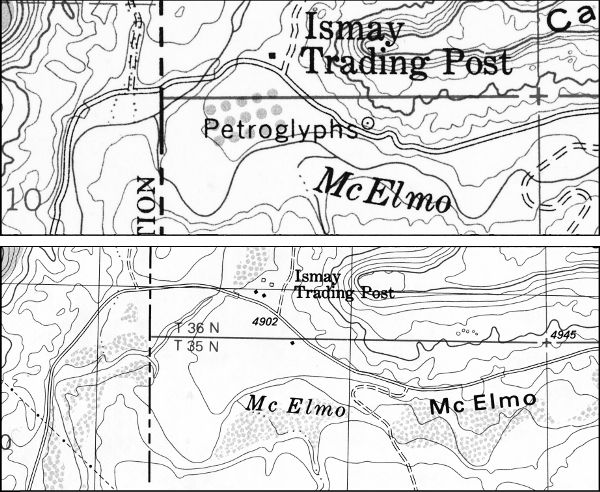 Ca
Ismay
Trading Post
Petroglyphs
10
TION
McElmo
Ismay
Trading Post
4902
T 36 N
T 35 N
4945
Mc Elmo
Mc Elmo
0